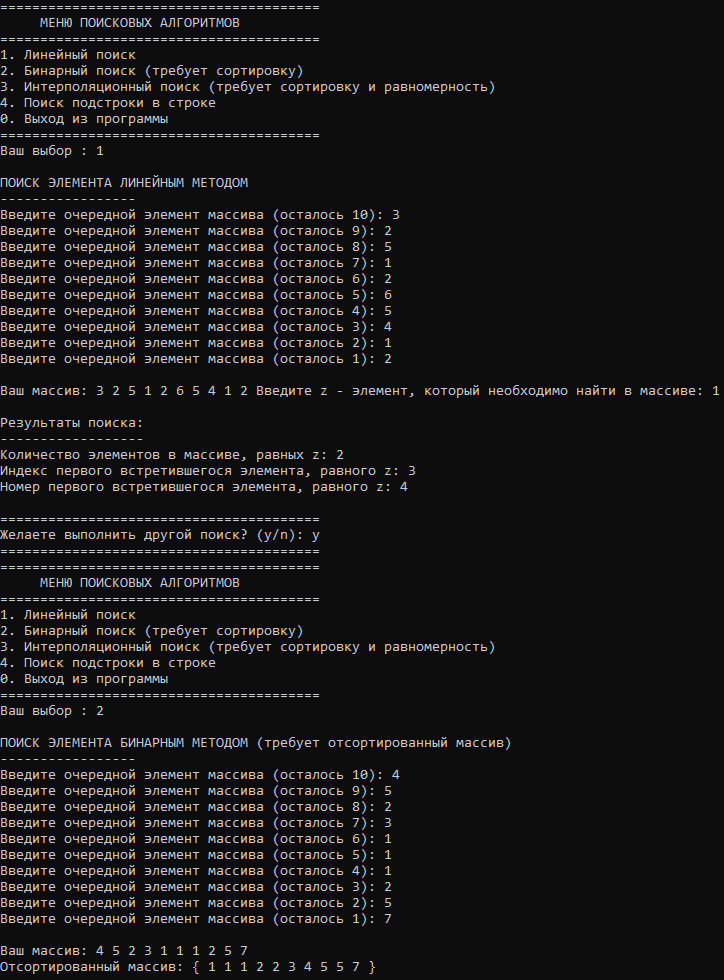 ========================================
     МЕНЮ ПОИСКОВЫХ АЛГОРИТМОВ
========================================
1. Линейный поиск
2. Бинарный поиск (требует сортировку)
3. Интерполяционный поиск (требует сортировку и равномерность)
4. Поиск подстроки в строке
0. Выход из программы
========================================
Ваш выбор : 1

ПОИСК ЭЛЕМЕНТА ЛИНЕЙНЫМ МЕТОДОМ
-----------------
Введите очередной элемент массива (осталось 10): 3
Введите очередной элемент массива (осталось 9): 2
Введите очередной элемент массива (осталось 8): 5
Введите очередной элемент массива (осталось 7): 1
Введите очередной элемент массива (осталось 6): 2
Введите очередной элемент массива (осталось 5): 6
Введите очередной элемент массива (осталось 4): 5
Введите очередной элемент массива (осталось 3): 4
Введите очередной элемент массива (осталось 2): 1
Введите очередной элемент массива (осталось 1): 2

Ваш массив: 3 2 5 1 2 6 5 4 1 2 Введите z - элемент, который необходимо найти в массиве: 1

Результаты поиска:
------------------
Количество элементов в массиве, равных z: 2
Индекс первого встретившегося элемента, равного z: 3
Номер первого встретившегося элемента, равного z: 4

========================================
Желаете выполнить другой поиск? (y/n): y
========================================
========================================
     МЕНЮ ПОИСКОВЫХ АЛГОРИТМОВ
========================================
1. Линейный поиск
2. Бинарный поиск (требует сортировку)
3. Интерполяционный поиск (требует сортировку и равномерность)
4. Поиск подстроки в строке
0. Выход из программы
========================================
Ваш выбор : 2

ПОИСК ЭЛЕМЕНТА БИНАРНЫМ МЕТОДОМ (требует отсортированный массив)
-----------------
Введите очередной элемент массива (осталось 10): 4
Введите очередной элемент массива (осталось 9): 5
Введите очередной элемент массива (осталось 8): 2
Введите очередной элемент массива (осталось 7): 3
Введите очередной элемент массива (осталось 6): 1
Введите очередной элемент массива (осталось 5): 1
Введите очередной элемент массива (осталось 4): 1
Введите очередной элемент массива (осталось 3): 2
Введите очередной элемент массива (осталось 2): 5
Введите очередной элемент массива (осталось 1): 7

Ваш массив: 4 5 2 3 1 1 1 2 5 7
Отсортированный массив: { 1 1 1 2 2 3 4 5 5 7 }